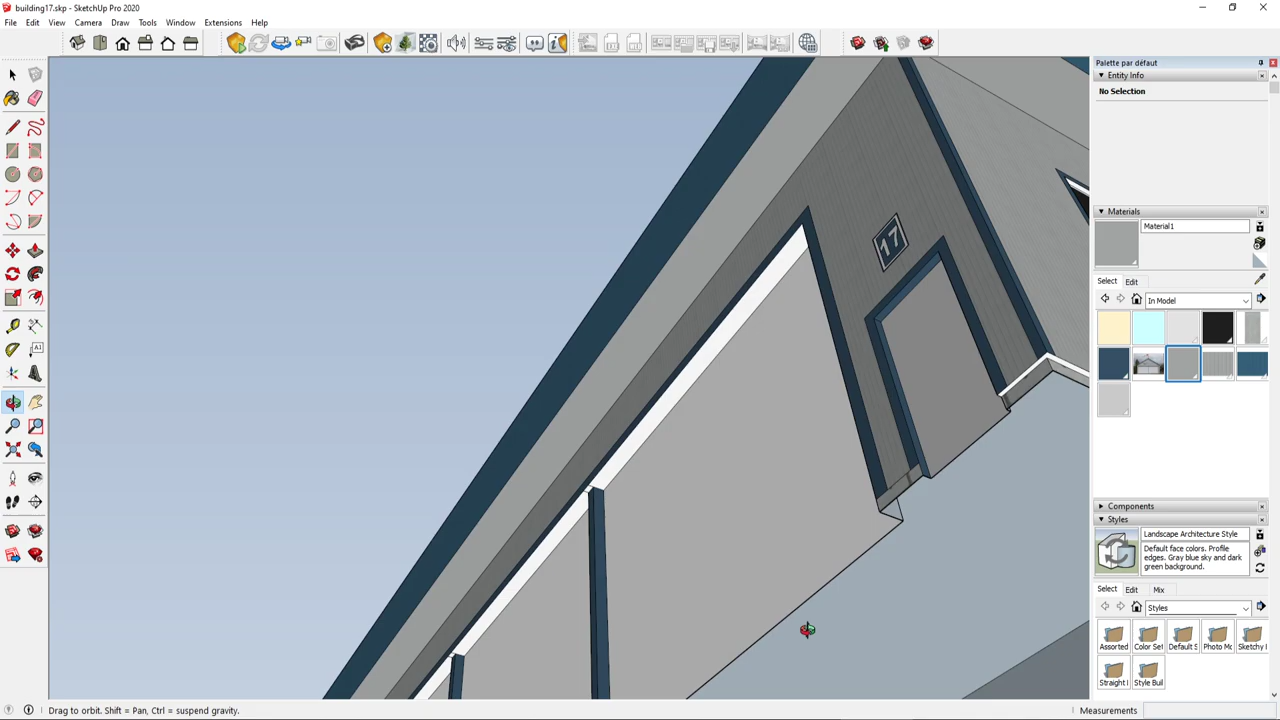 building17.skp - SketchUp Pro 2020
File Edit View Camera Draw Tools Window Extensions Help
Palette par défaut
Entity Info
No Selection
Materials
Material1
Select Edit
In Model
17
Components
Styles
Landscape Architecture Style
Default face colors. Profile
edges. Gray blue sky and dark
green background.
Select Edit Mix
Styles
Assorted Color Set Default S Photo Mo Sketchy I
Straight l Style Buil
Drag to orbit. Shift = Pan, Ctrl = suspend gravity.
Measurements